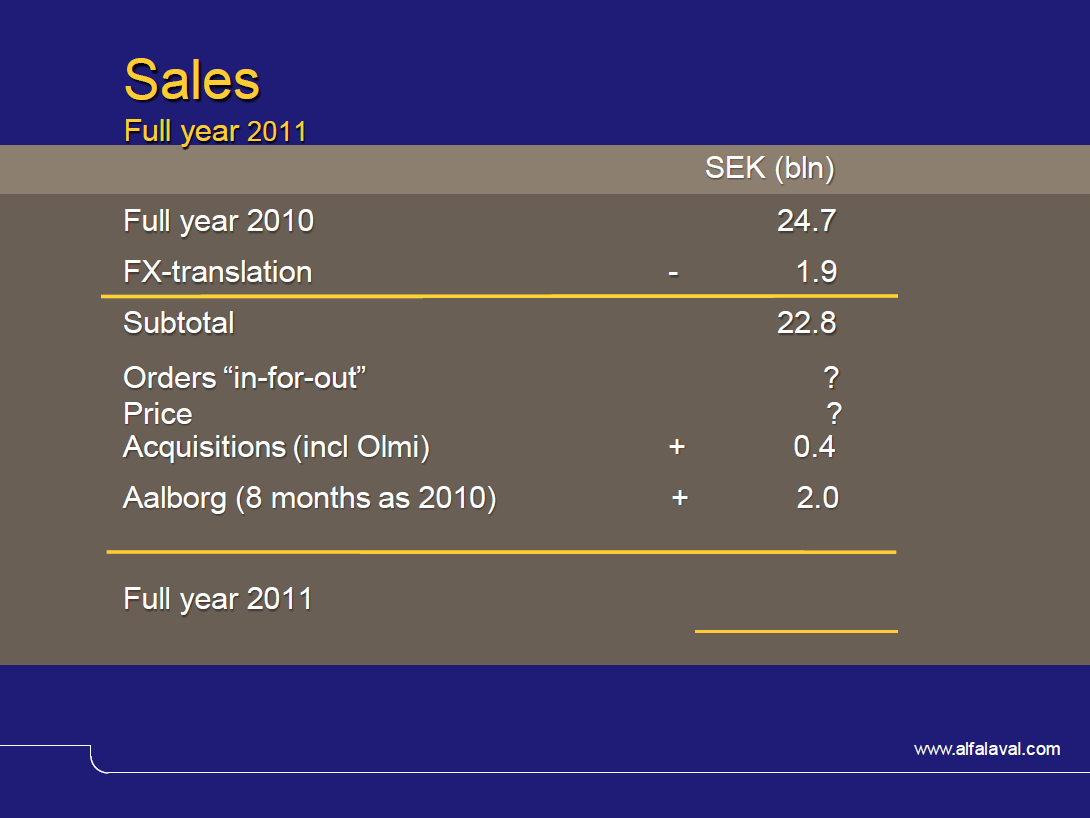 Sales
Full year 2011
SEK (bln)
Full year 2010 24.7
FX-translation - 1.9
Subtotal 22.8
Orders “in-for-out” ?
Price ?
Acquisitions (incl Olmi) + 0.4
Aalborg (8 months as 2010) + 2.0
Full year 2011
www.alfalaval.com